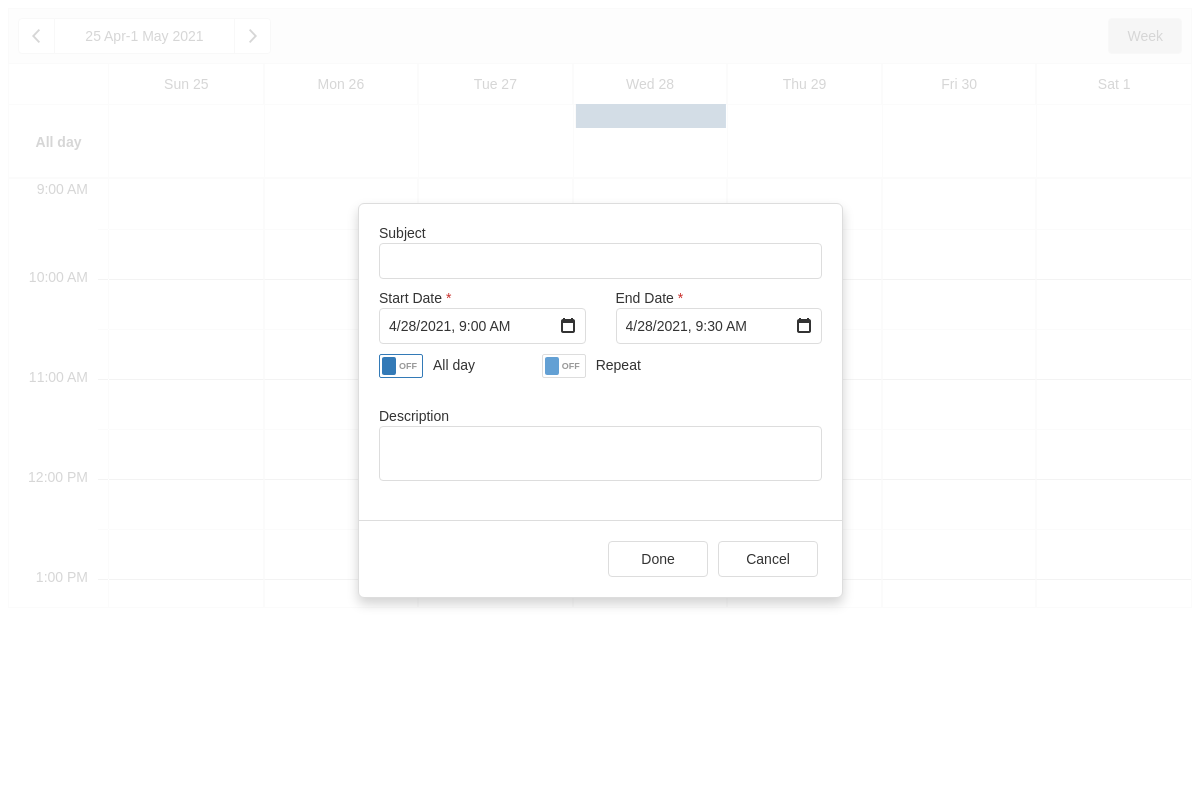 25 Apr-1 May 2021
Week
Sun 25
Mon 26
Tue 27
Wed 28
Thu 29
Fri 30
Sat 1
All day
9:00 AM
10:00 AM
11:00 AM
12:00 PM
1:00 PM
Subject
Start Date *
End Date *
4/28/2021, 9:00 AM
4/28/2021, 9:30 AM
OFF All day
OFF Repeat
Description
Done
Cancel